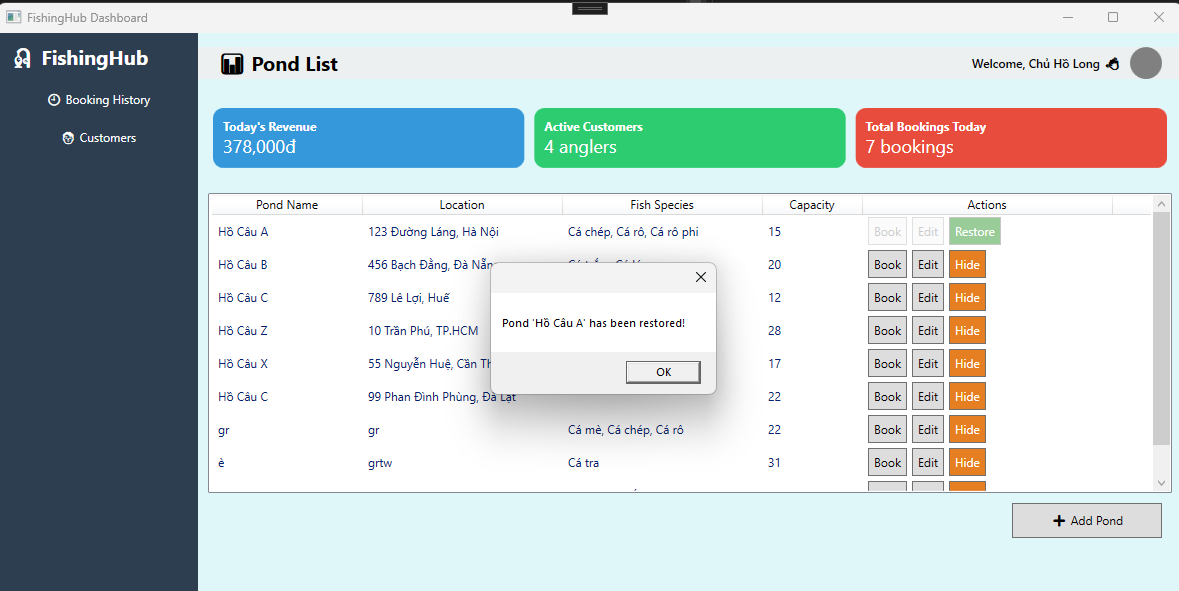 FishingHub Dashboard
FishingHub
Booking History
Customers
Pond List
Welcome, Chủ Hồ Long
Today's Revenue
378,000đ
Active Customers
4 anglers
Total Bookings Today
7 bookings
Pond Name Location Fish Species Capacity Actions
Hồ Câu A 123 Đường Láng, Hà Nội Cá chép, Cá rô, Cá rô phi 15 Book Edit Restore
Hồ Câu B 456 Bạch Đằng, Đà Nẵng 20 Book Edit Hide
Hồ Câu C 789 Lê Lợi, Huế 12 Book Edit Hide
Hồ Câu Z 10 Trần Phú, TP.HCM 28 Book Edit Hide
Hồ Câu X 55 Nguyễn Huệ, Cần Th 17 Book Edit Hide
Hồ Câu C 99 Phan Đình Phùng, Đà Lạt 22 Book Edit Hide
gr gr Cá mè, Cá chép, Cá rô 22 Book Edit Hide
è grtw Cá tra 31 Book Edit Hide
Pond 'Hồ Câu A' has been restored!
OK
Add Pond